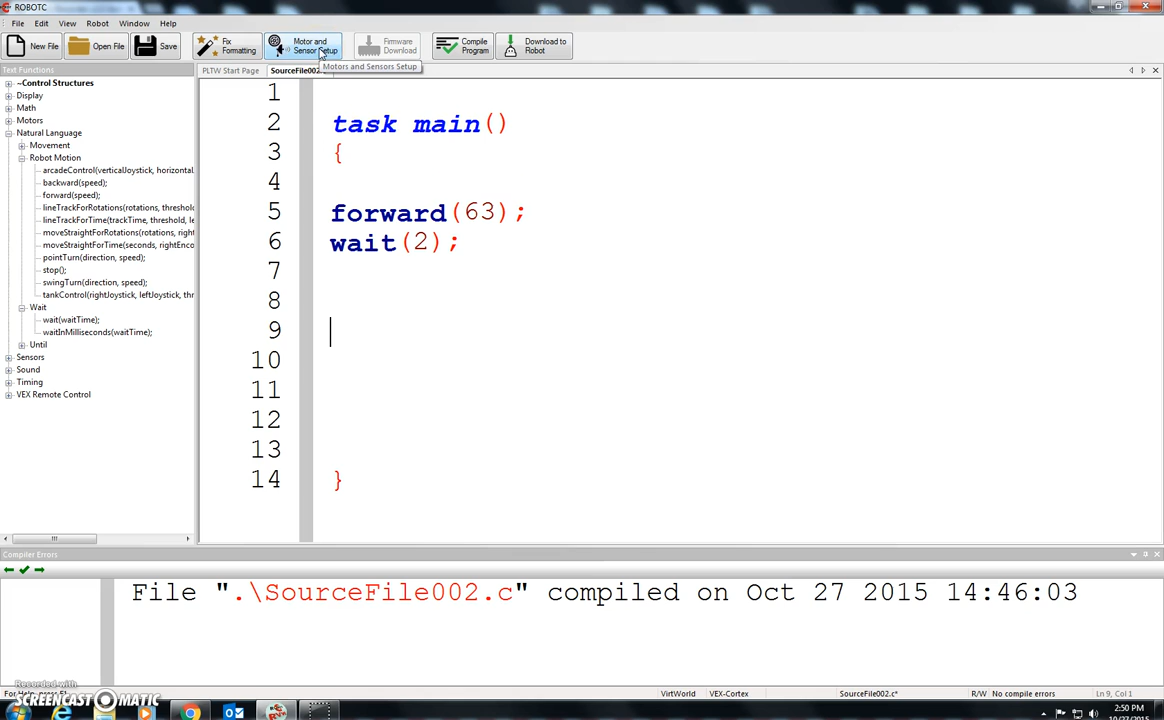 ROBOTC
File Edit View Robot Window Help
New File Open File Save Fix Formatting Motor and Sensor Setup Firmware Download Compile Program Download to Robot
Motors and Sensors Setup
Text Functions
PLTW Start Page SourceFile002
~Control Structures
Display
Math
Motors
Natural Language
Movement
Robot Motion
arcadeControl(verticalJoystick, horizontal.
backward(speed);
forward(speed);
lineTrackForRotations(rotations, threshold
lineTrackForTime(trackTime, threshold, le
moveStraightForRotations(rotations, right
moveStraightForTime(seconds, rightEncod
pointTurn(direction, speed);
stop();
swingTurn(direction, speed);
tankControl(rightJoystick, leftJoystick, thr
Wait
wait(waitTime);
waitInMilliseconds(waitTime);
Until
Sensors
Sound
Timing
VEX Remote Control
1
2 task main()
3 {
4
5 forward(63);
6 wait(2);
7
8
9
10
11
12
13
14 }
Compiler Errors
File ".\SourceFile002.c" compiled on Oct 27 2015 14:46:03
Recorded with
SCREENCAST MATIC
VirtWorld VEX-Cortex SourceFile002.c* R/W No compile errors Ln 9, Col 1
2:50 PM
10/27/2015